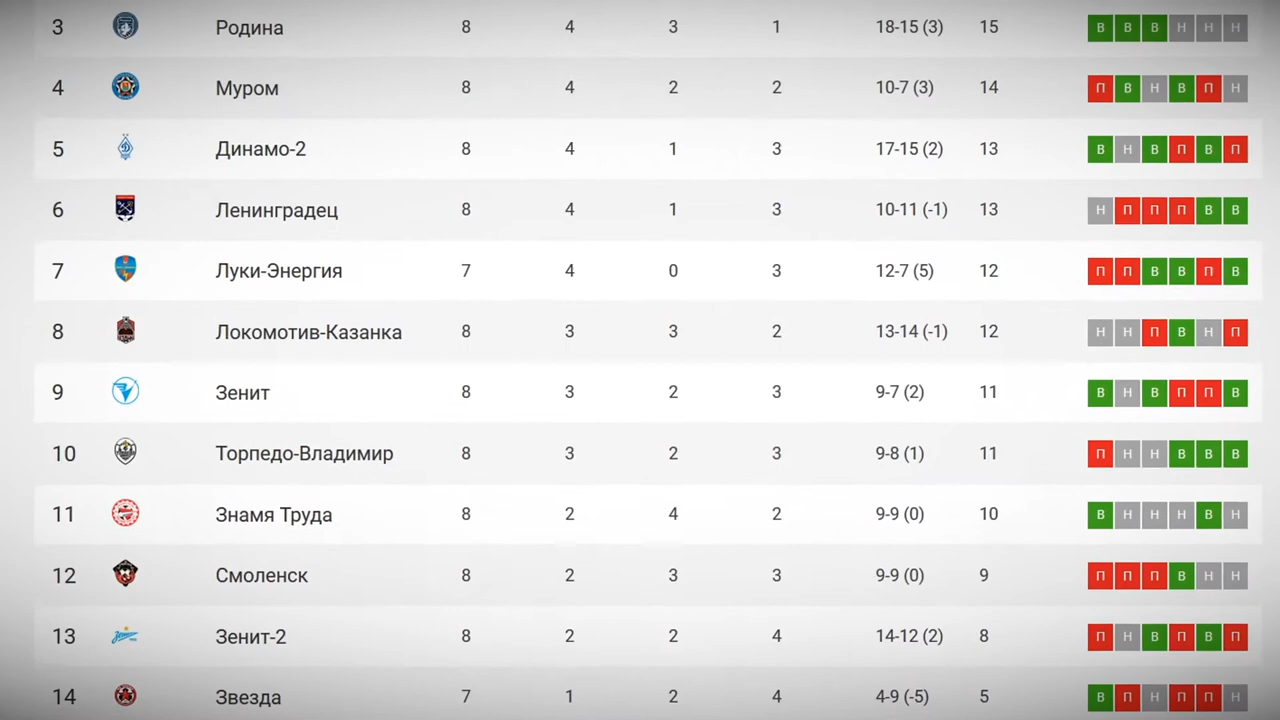 3 Родина 8 4 3 1 18-15 (3) 15 В В В Н Н Н
4 Муром 8 4 2 2 10-7 (3) 14 П В Н В П Н
5 Динамо-2 8 4 1 3 17-15 (2) 13 В Н В П В П
6 Ленинградец 8 4 1 3 10-11 (-1) 13 Н П П П В В
7 Луки-Энергия 7 4 0 3 12-7 (5) 12 П П В В П В
8 Локомотив-Казанка 8 3 3 2 13-14 (-1) 12 Н Н П В Н П
9 Зенит 8 3 2 3 9-7 (2) 11 В Н В П П В
10 Торпедо-Владимир 8 3 2 3 9-8 (1) 11 П Н Н В В В
11 Знамя Труда 8 2 4 2 9-9 (0) 10 В Н Н Н В Н
12 Смоленск 8 2 3 3 9-9 (0) 9 П П П В Н Н
13 Зенит-2 8 2 2 4 14-12 (2) 8 П Н В П В П
14 Звезда 7 1 2 4 4-9 (-5) 5 В П Н П П Н